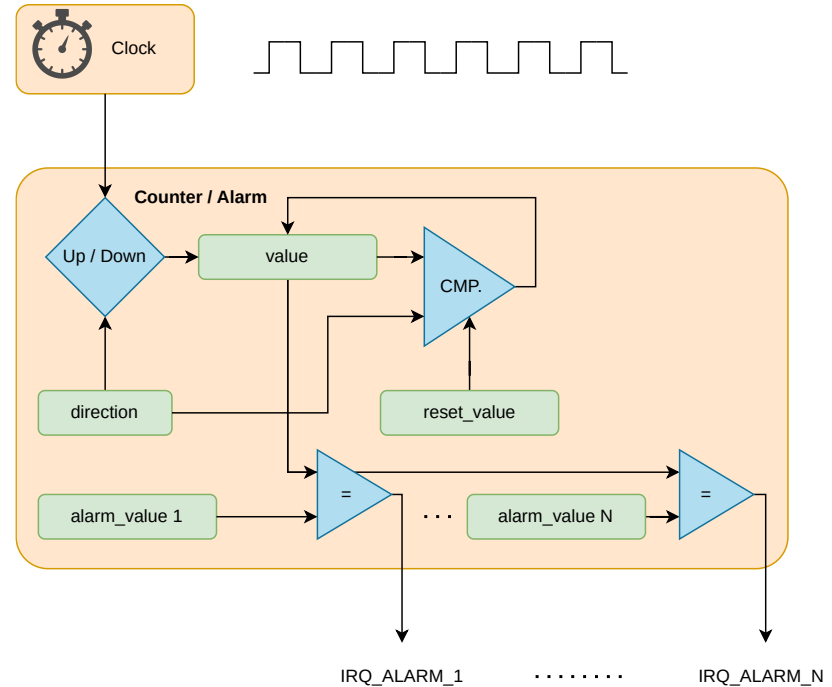 Clock
Counter / Alarm
Up / Down
value
CMP.
direction
reset_value
=
=
alarm_value 1
. . .
alarm_value N
IRQ_ALARM_1
. . . . . . . .
IRQ_ALARM_N